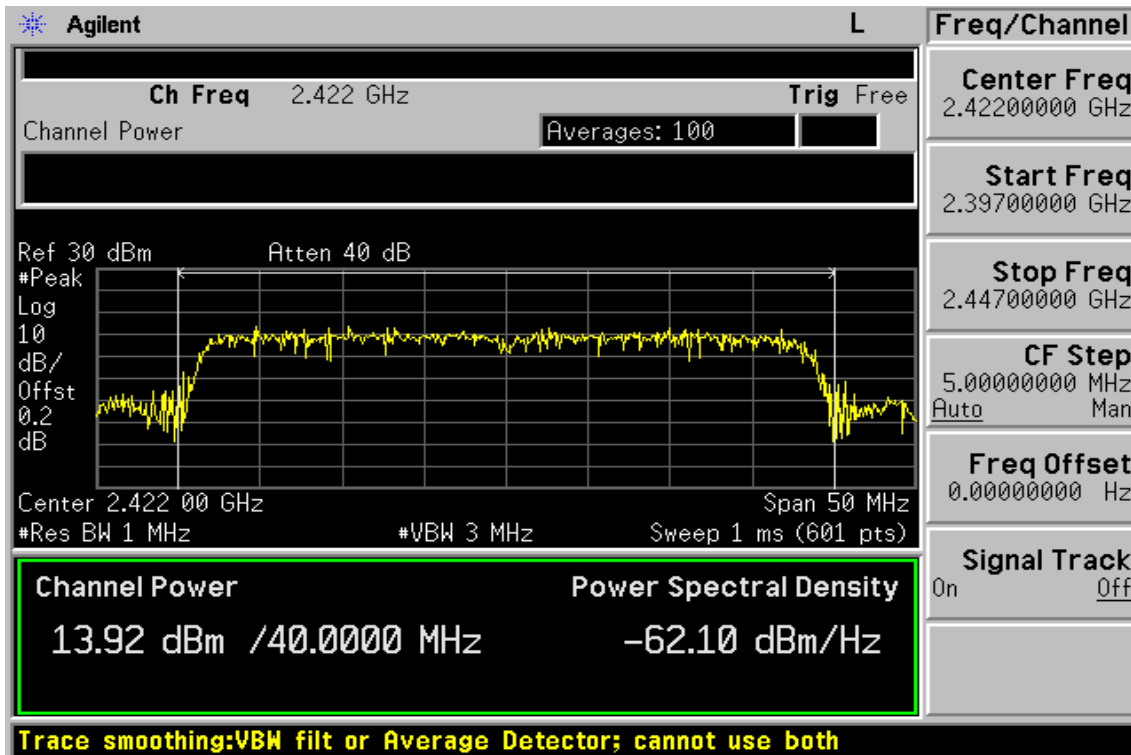 Agilent L Freq/Channel
Ch Freq 2.422 GHz Trig Free
Channel Power Averages: 100
Center Freq
2.42200000 GHz
Start Freq
2.39700000 GHz
Stop Freq
2.44700000 GHz
CF Step
5.00000000 MHz
Auto Man
Freq Offset
0.00000000 Hz
Signal Track
On Off
Ref 30 dBm Atten 40 dB
#Peak
Log
10
dB/
Offst
0.2
dB
Center 2.422 00 GHz Span 50 MHz
#Res BW 1 MHz #VBW 3 MHz Sweep 1 ms (601 pts)
Channel Power Power Spectral Density
13.92 dBm /40.0000 MHz -62.10 dBm/Hz
Trace smoothing:VBW filt or Average Detector; cannot use both